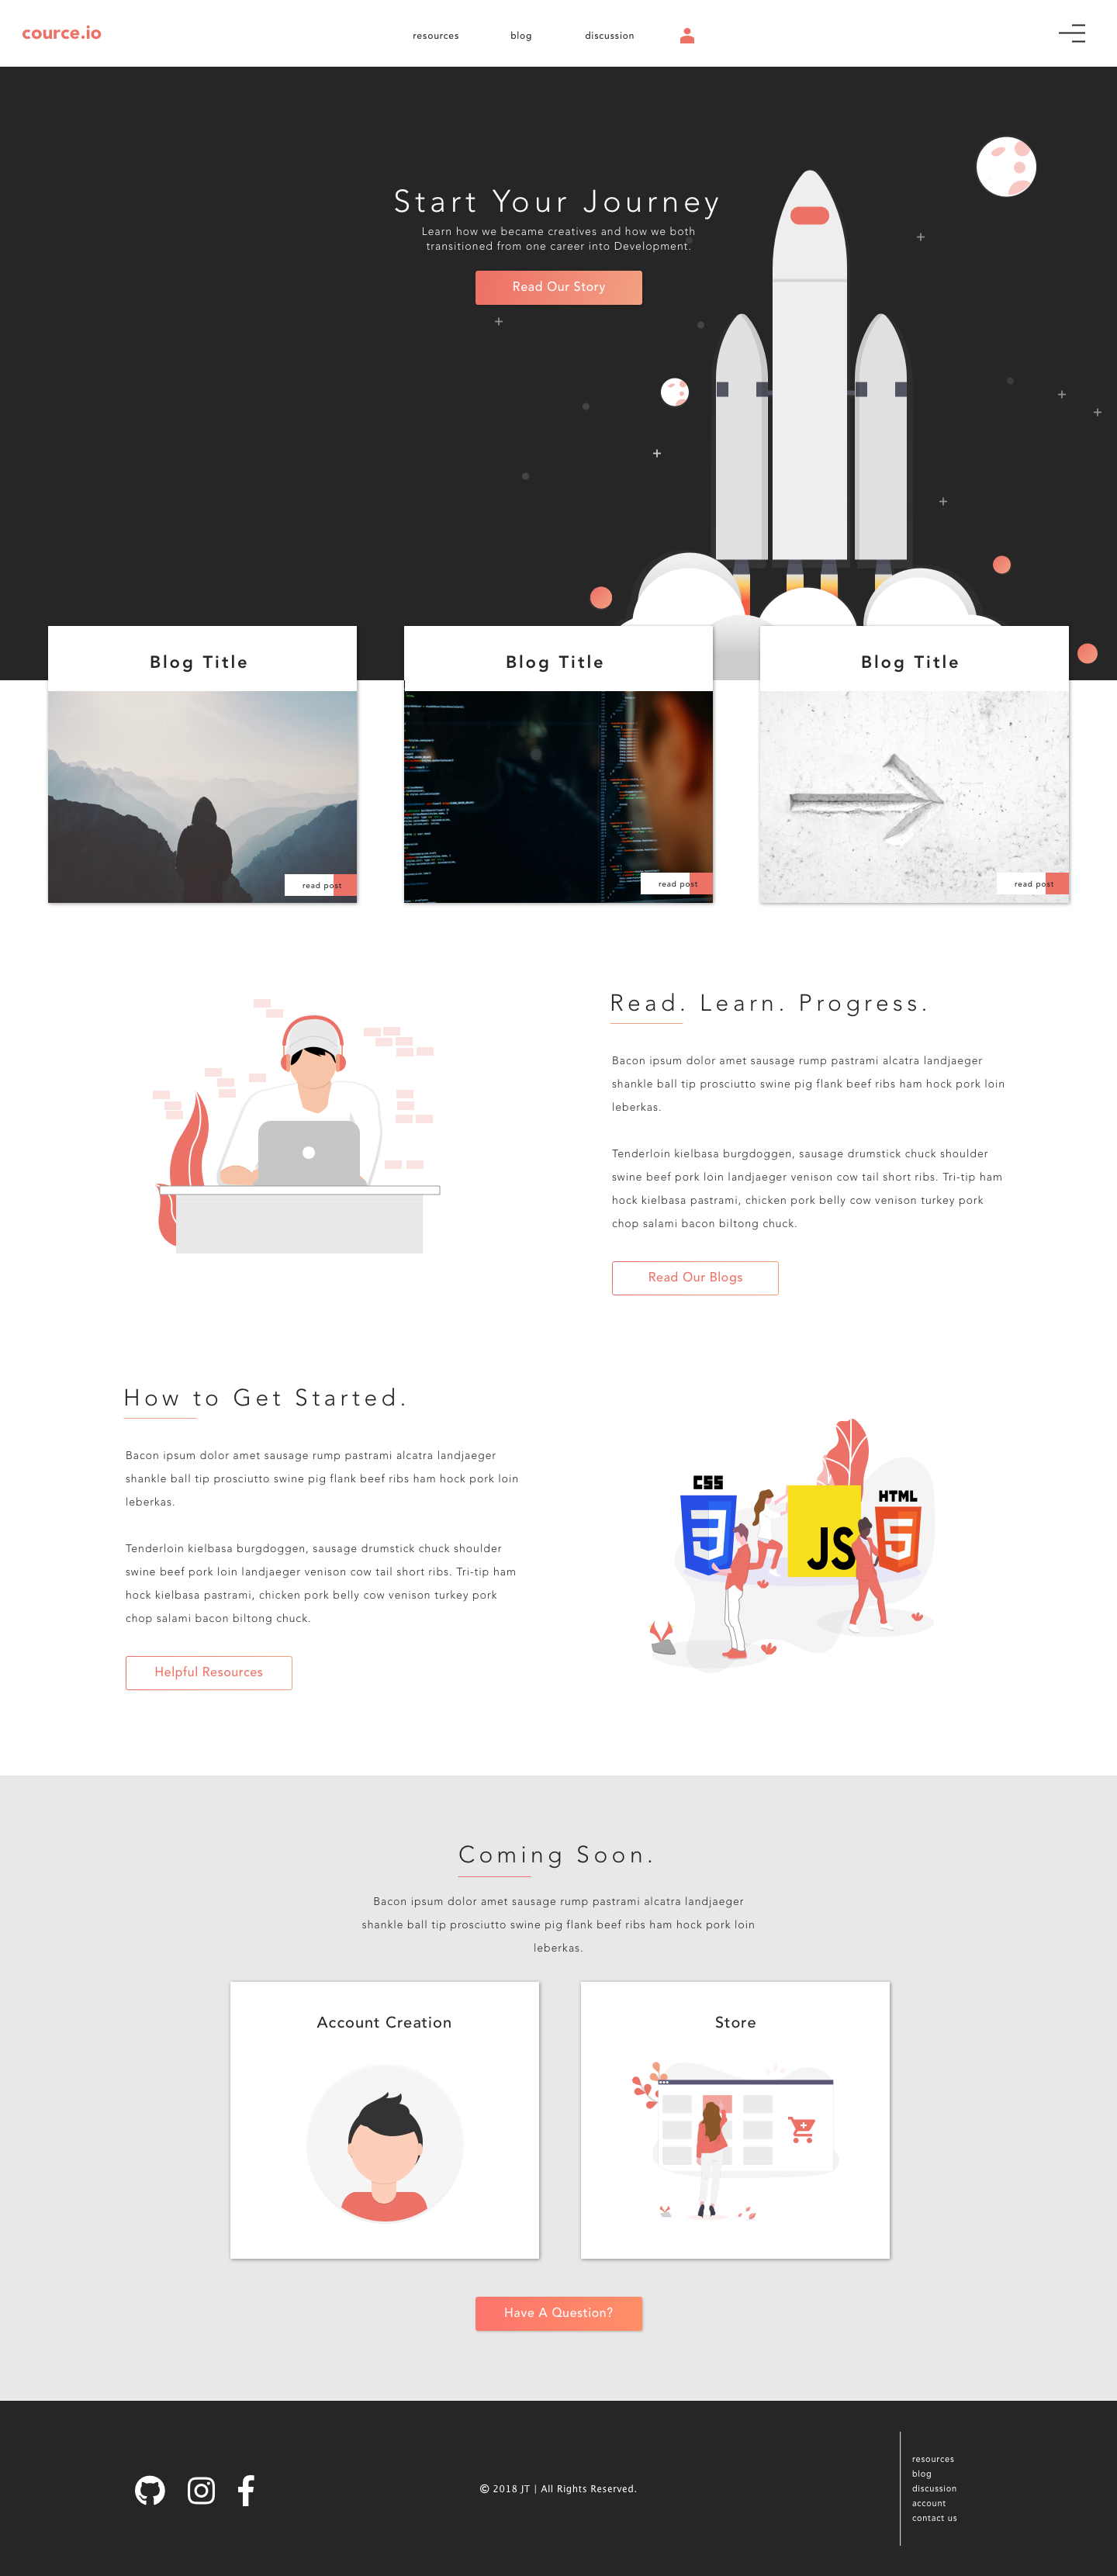 cource.io
resources
blog
discussion
Start Your Journey
Learn how we became creatives and how we both
transitioned from one career into Development.
Read Our Story
Blog Title
Blog Title
Blog Title
read post
read post
read post
Read. Learn. Progress.
Bacon ipsum dolor amet sausage rump pastrami alcatra landjaeger
shankle ball tip prosciutto swine pig flank beef ribs ham hock pork loin
leberkas.
Tenderloin kielbasa burgdoggen, sausage drumstick chuck shoulder
swine beef pork loin landjaeger venison cow tail short ribs. Tri-tip ham
hock kielbasa pastrami, chicken pork belly cow venison turkey pork
chop salami bacon biltong chuck.
Read Our Blogs
How to Get Started.
Bacon ipsum dolor amet sausage rump pastrami alcatra landjaeger
shankle ball tip prosciutto swine pig flank beef ribs ham hock pork loin
leberkas.
Tenderloin kielbasa burgdoggen, sausage drumstick chuck shoulder
swine beef pork loin landjaeger venison cow tail short ribs. Tri-tip ham
hock kielbasa pastrami, chicken pork belly cow venison turkey pork
chop salami bacon biltong chuck.
Helpful Resources
CSS
3
JS
HTML
5
Coming Soon.
Bacon ipsum dolor amet sausage rump pastrami alcatra landjaeger
shankle ball tip prosciutto swine pig flank beef ribs ham hock pork loin
leberkas.
Account Creation
Store
Have A Question?
© 2018 JT | All Rights Reserved.
resources
blog
discussion
account
contact us